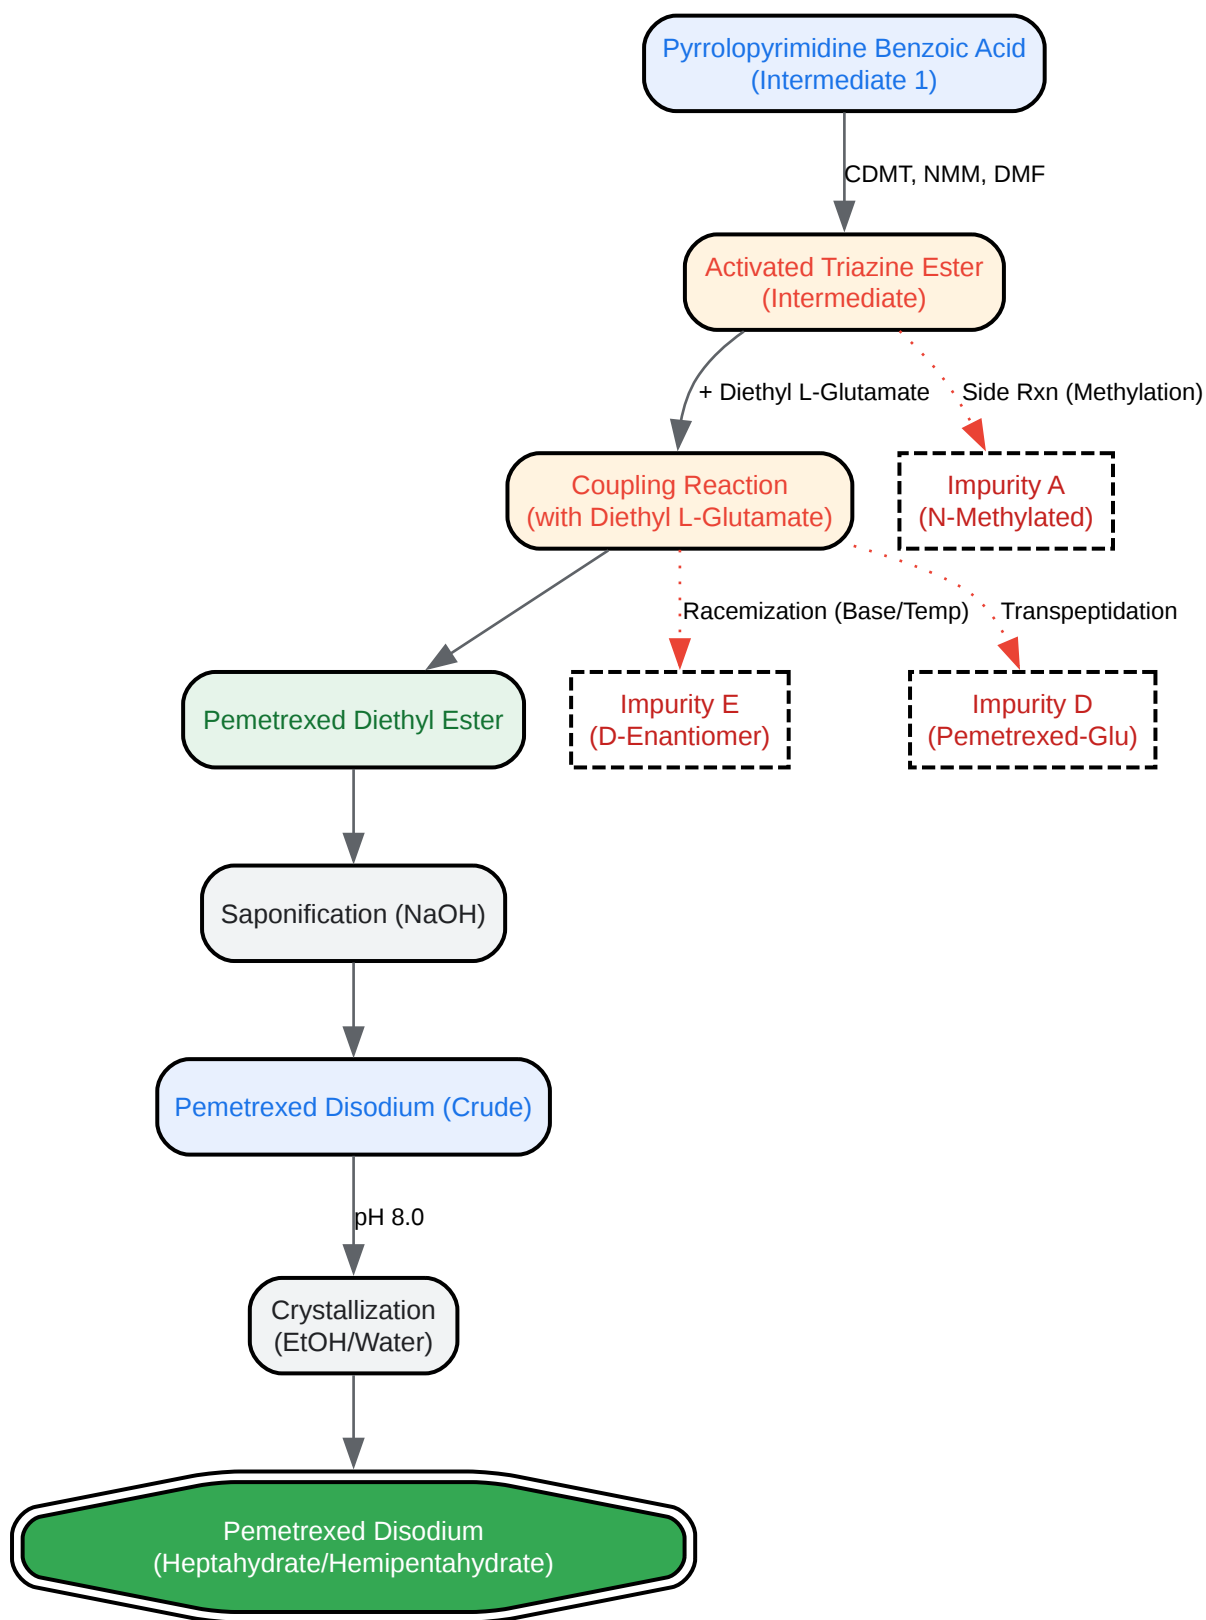 Pyrrolopyrimidine Benzoic Acid
(Intermediate 1)
CDMT, NMM, DMF
Activated Triazine Ester
(Intermediate)
+ Diethyl L-Glutamate
Side Rxn (Methylation)
Coupling Reaction
(with Diethyl L-Glutamate)
Impurity A
(N-Methylated)
Racemization (Base/Temp)
Transpeptidation
Pemetrexed Diethyl Ester
Impurity E
(D-Enantiomer)
Impurity D
(Pemetrexed-Glu)
Saponification (NaOH)
Pemetrexed Disodium (Crude)
pH 8.0
Crystallization
(EtOH/Water)
Pemetrexed Disodium
(Heptahydrate/Hemipentahydrate)